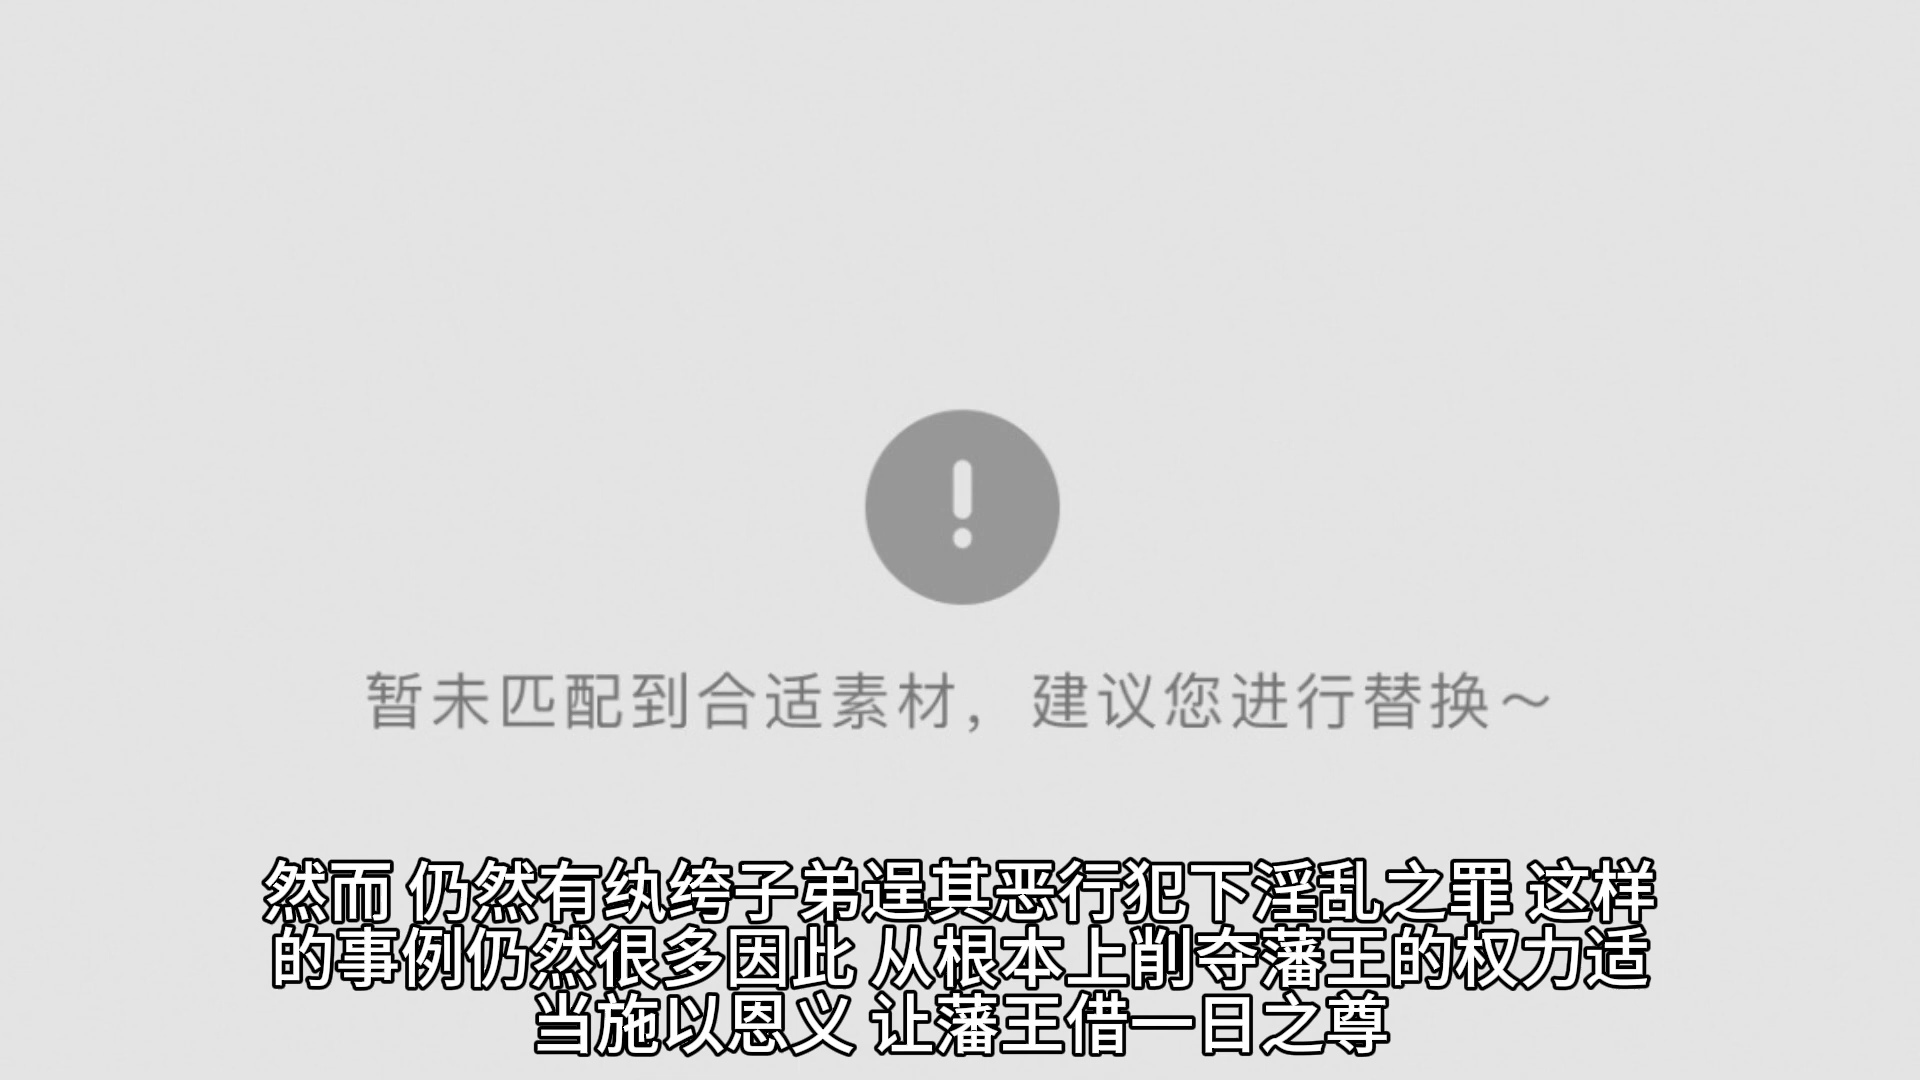 暂未匹配到合适素材，建议您进行替换～
然而 仍然有纨绔子弟逞其恶行犯下淫乱之罪 这样
的事例仍然很多因此 从根本上削夺藩王的权力适
当施以恩义 让藩王借一日之尊